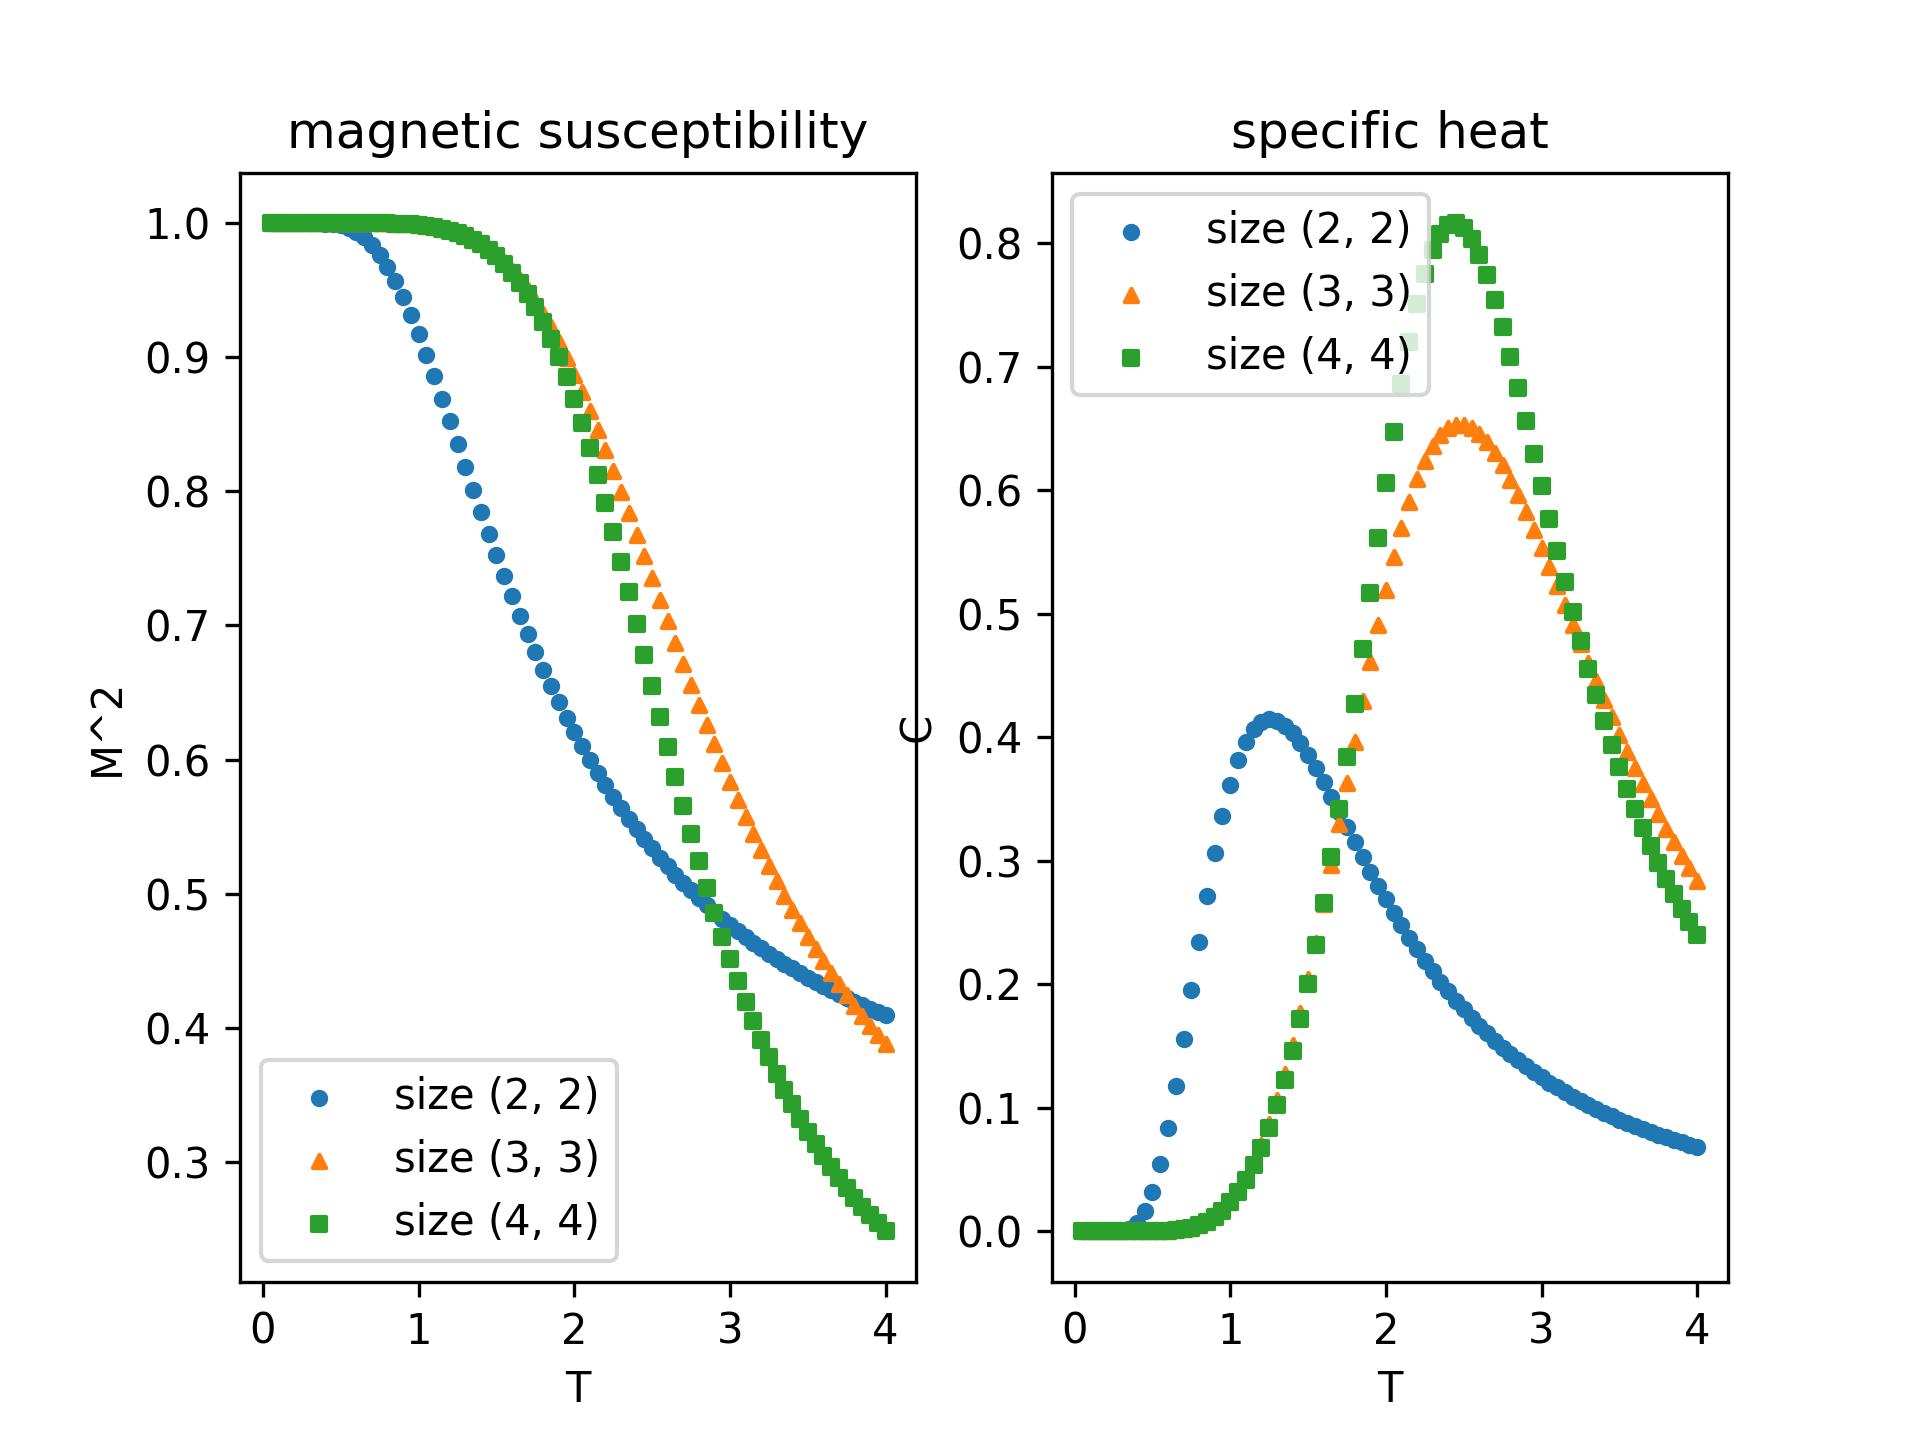 magnetic susceptibility
1.0
0.9
0.8
0.7
0.6
0.5
0.4
0.3
M^2
size (2, 2)
size (3, 3)
size (4, 4)
0 1 2 3 4
T
specific heat
0.8
0.7
0.6
0.5
0.4
0.3
0.2
0.1
0.0
C
size (2, 2)
size (3, 3)
size (4, 4)
0 1 2 3 4
T